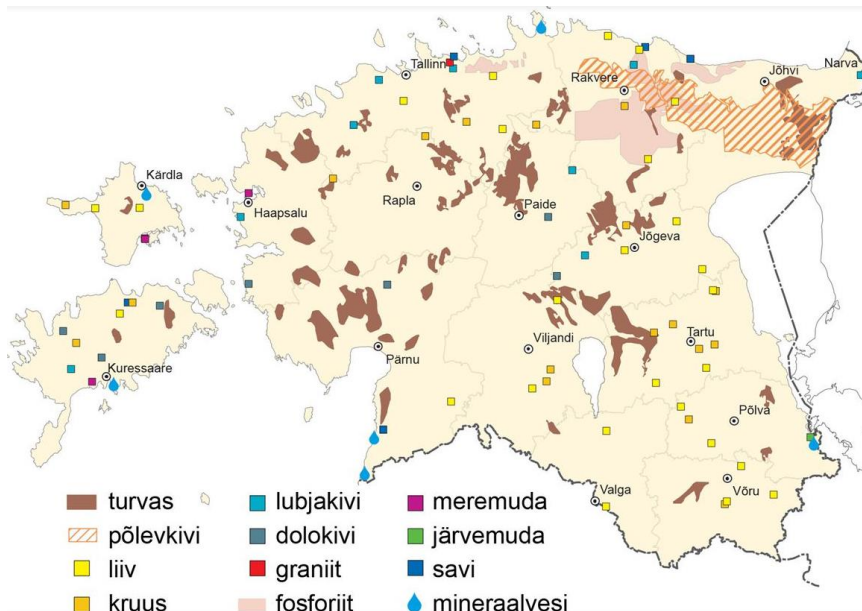 Tallinn
Rakvere
Jõhvi
Narva
Kärdla
Haapsalu
Rapla
Paide
Jõgeva
Kuressaare
Pärnu
Viljandi
Tartu
Põlva
Valga
Võru
turvas
põlevkivi
liiv
kruus
lubjakivi
dolokivi
graniit
fosforiit
meremuda
järvemuda
savi
mineraalvesi